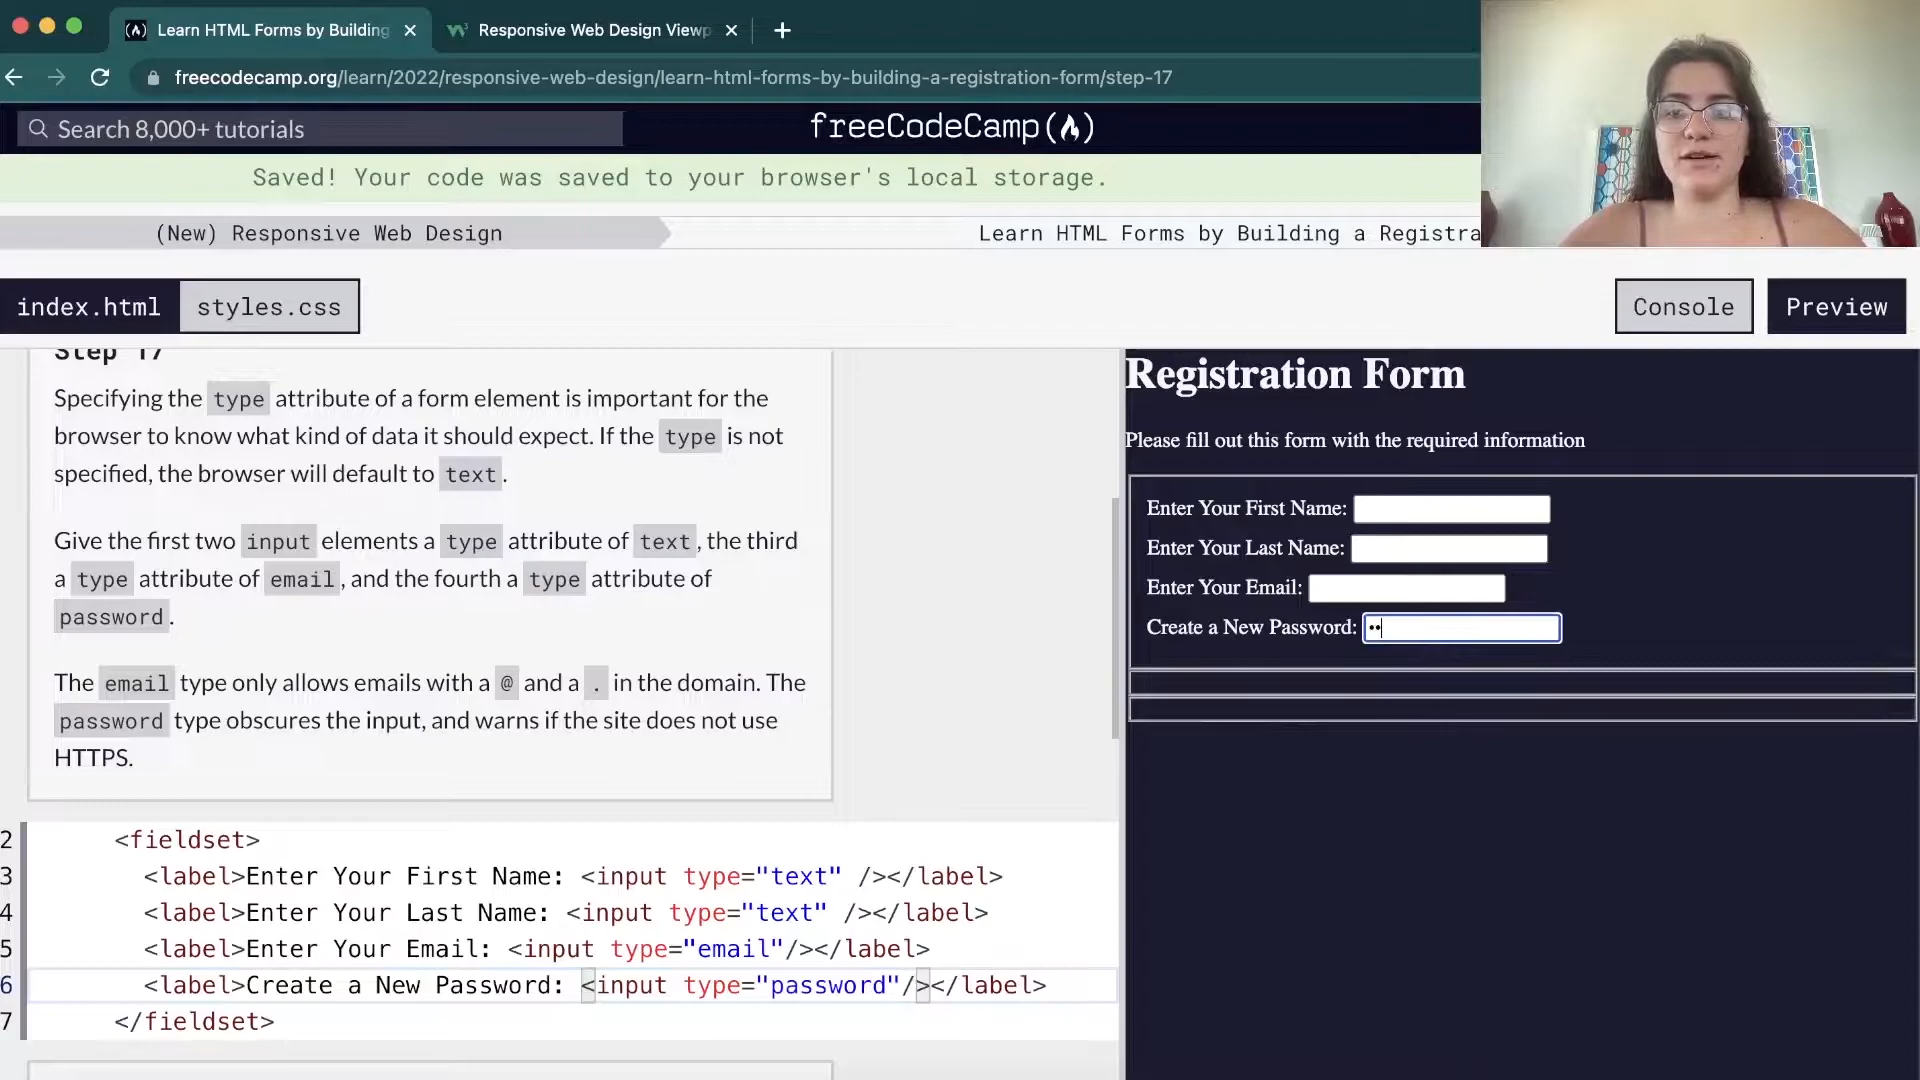 Learn HTML Forms by Building
Responsive Web Design Viewp
freecodecamp.org/learn/2022/responsive-web-design/learn-html-forms-by-building-a-registration-form/step-17
Search 8,000+ tutorials
freeCodeCamp
Saved! Your code was saved to your browser's local storage.
(New) Responsive Web Design
Learn HTML Forms by Building a Registra
index.html
styles.css
Console
Preview
Step 17
Specifying the type attribute of a form element is important for the
browser to know what kind of data it should expect. If the type is not
specified, the browser will default to text.
Give the first two input elements a type attribute of text, the third
a type attribute of email, and the fourth a type attribute of
password.
The email type only allows emails with a @ and a . in the domain. The
password type obscures the input, and warns if the site does not use
HTTPS.
2 <fieldset>
3 <label>Enter Your First Name: <input type="text" /></label>
4 <label>Enter Your Last Name: <input type="text" /></label>
5 <label>Enter Your Email: <input type="email"/></label>
6 <label>Create a New Password: <input type="password"/></label>
7 </fieldset>
Registration Form
Please fill out this form with the required information
Enter Your First Name:
Enter Your Last Name:
Enter Your Email:
Create a New Password: ••